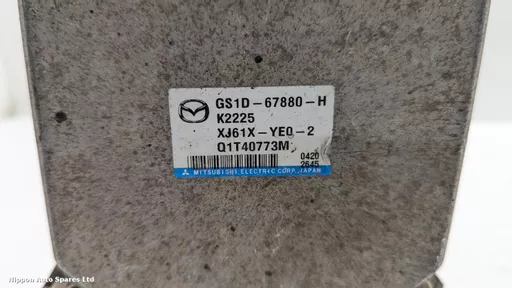 GS1D-67880-H
K2225
XJ61X-YE0-2
Q1T40773M
0420
2645
MITSUBISHI ELECTRIC CORP.JAPAN
Nippon Auto Spares Ltd